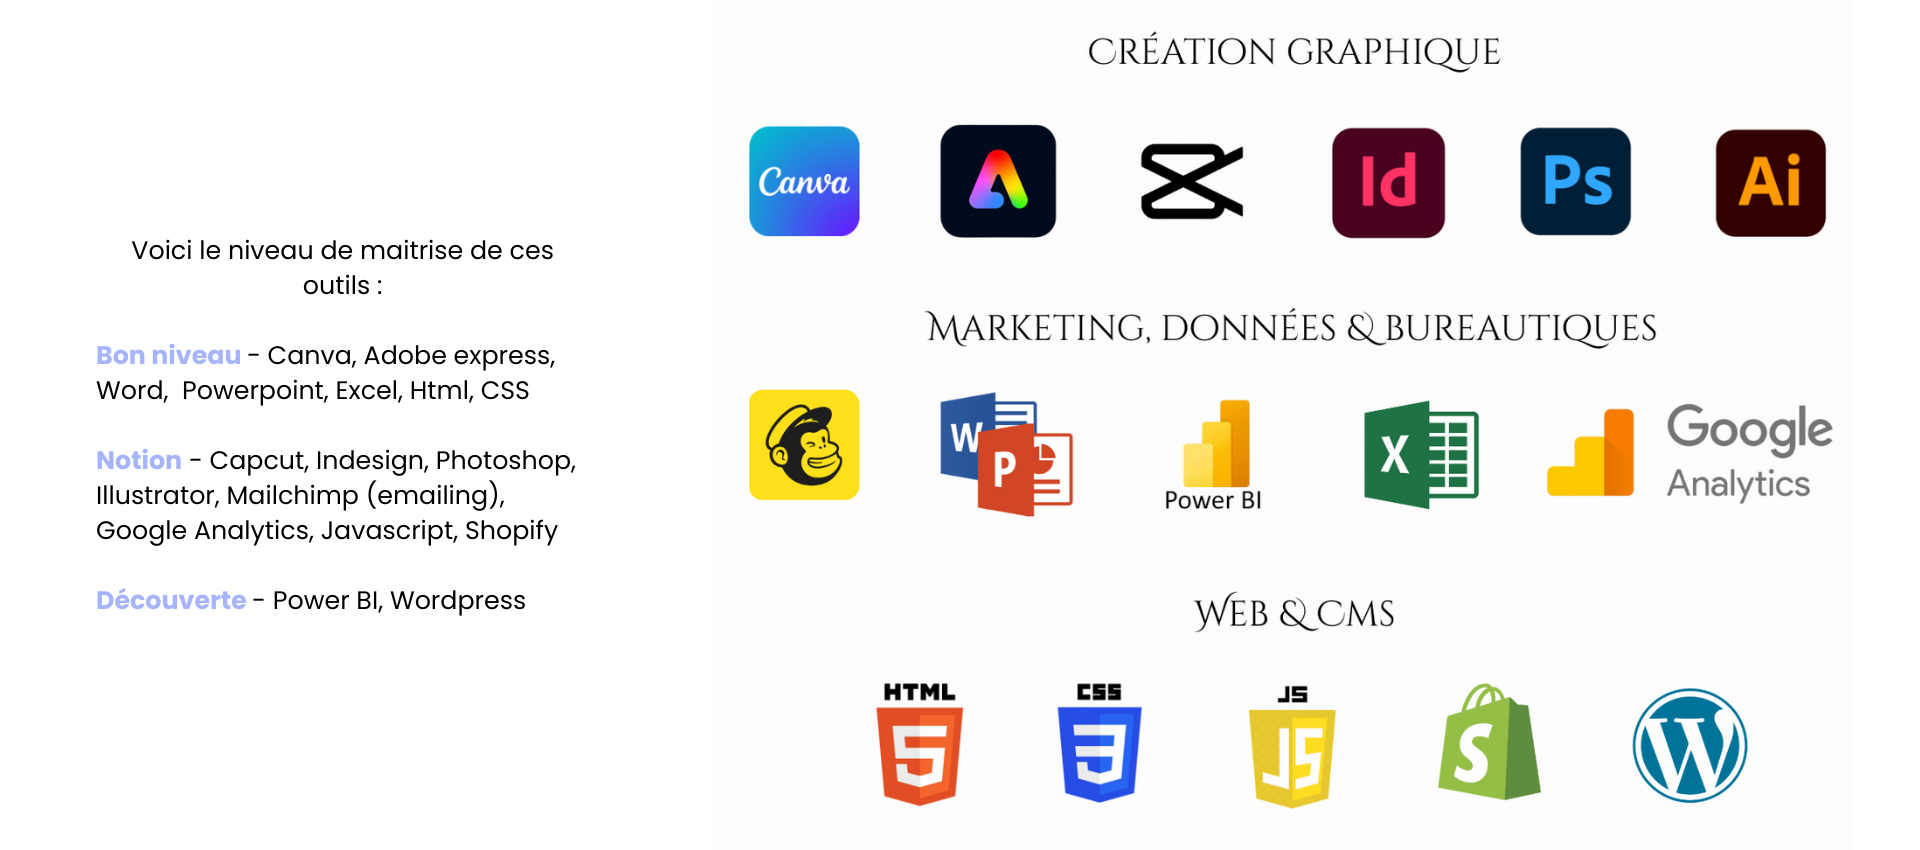 Voici le niveau de maitrise de ces
outils :
Bon niveau - Canva, Adobe express,
Word, Powerpoint, Excel, Html, CSS
Notion - Capcut, Indesign, Photoshop,
Illustrator, Mailchimp (emailing),
Google Analytics, Javascript, Shopify
Découverte - Power BI, Wordpress
CRÉATION GRAPHIQUE
Canva
Id
Ps
Ai
MARKETING, DONNÉES & BUREAUTIQUES
W
P
Power BI
X
Google
Analytics
WEB & CMS
HTML
5
CSS
3
JS
JS
S
W